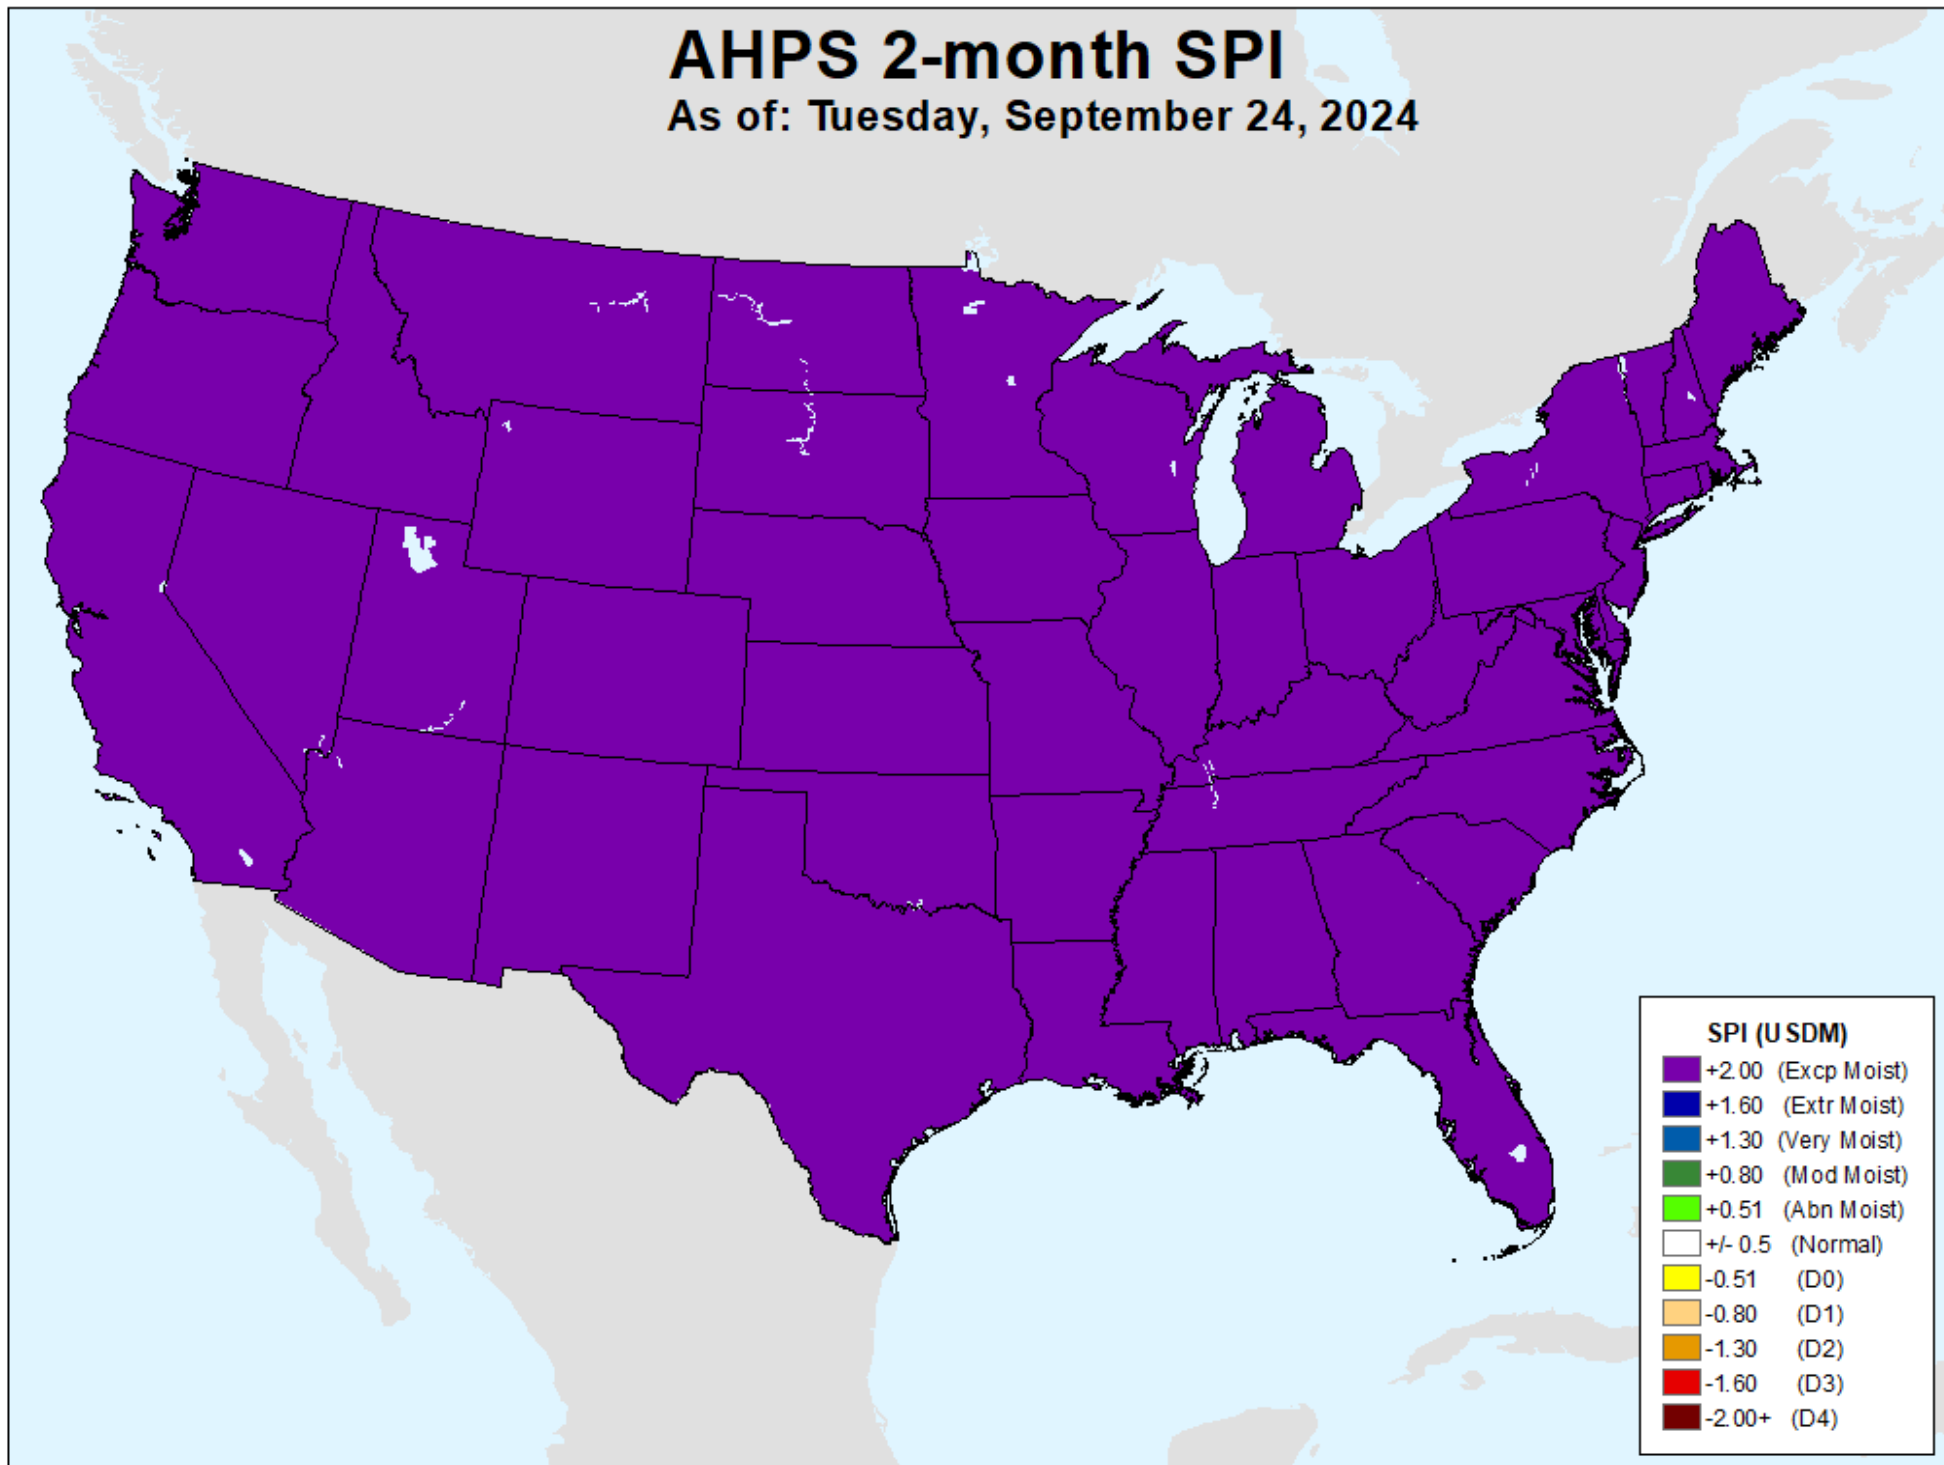 AHPS 2-month SPI
As of: Tuesday, September 24, 2024
SPI (USDM)
+2.00 (Excp Moist)
+1.60 (Extr Moist)
+1.30 (Very Moist)
+0.80 (Mod Moist)
+0.51 (Abn Moist)
+/- 0.5 (Normal)
-0.51 (D0)
-0.80 (D1)
-1.30 (D2)
-1.60 (D3)
-2.00+ (D4)